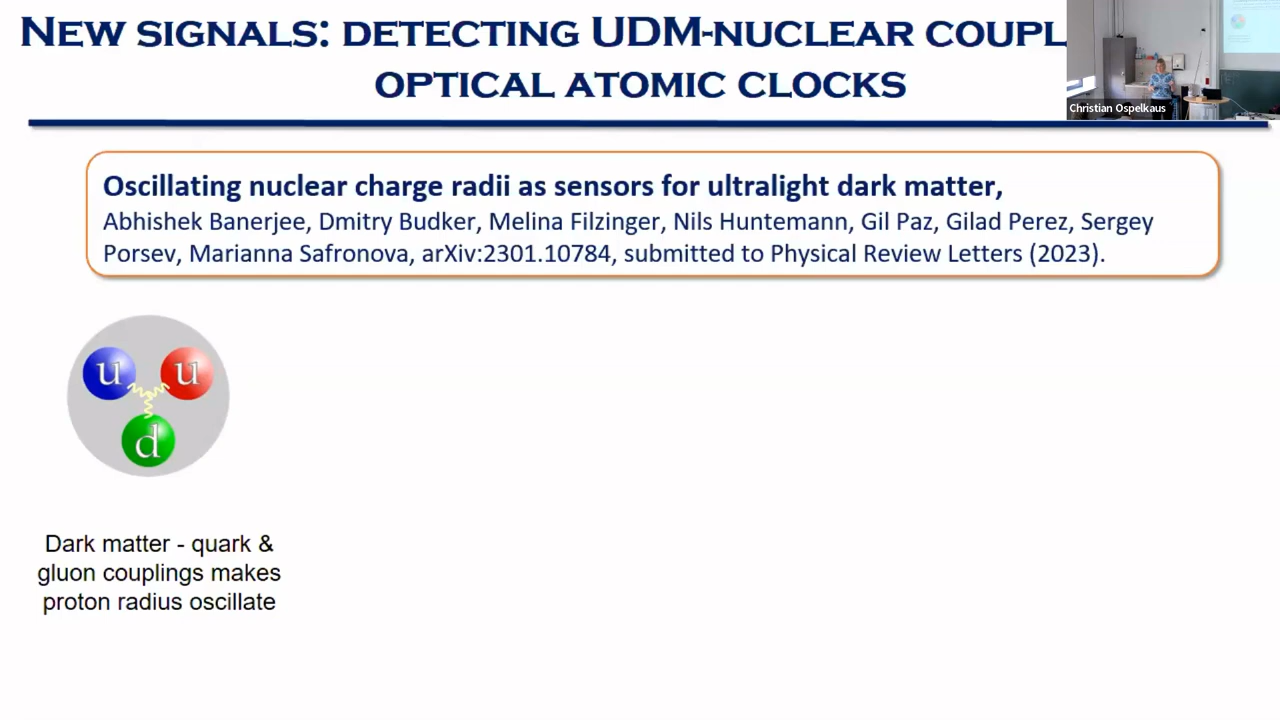 NEW SIGNALS: DETECTING UDM-NUCLEAR COUPL
OPTICAL ATOMIC CLOCKS
Christian Ospelkaus
Oscillating nuclear charge radii as sensors for ultralight dark matter,
Abhishek Banerjee, Dmitry Budker, Melina Filzinger, Nils Huntemann, Gil Paz, Gilad Perez, Sergey
Porsev, Marianna Safronova, arXiv:2301.10784, submitted to Physical Review Letters (2023).
u u
d
Dark matter - quark &
gluon couplings makes
proton radius oscillate